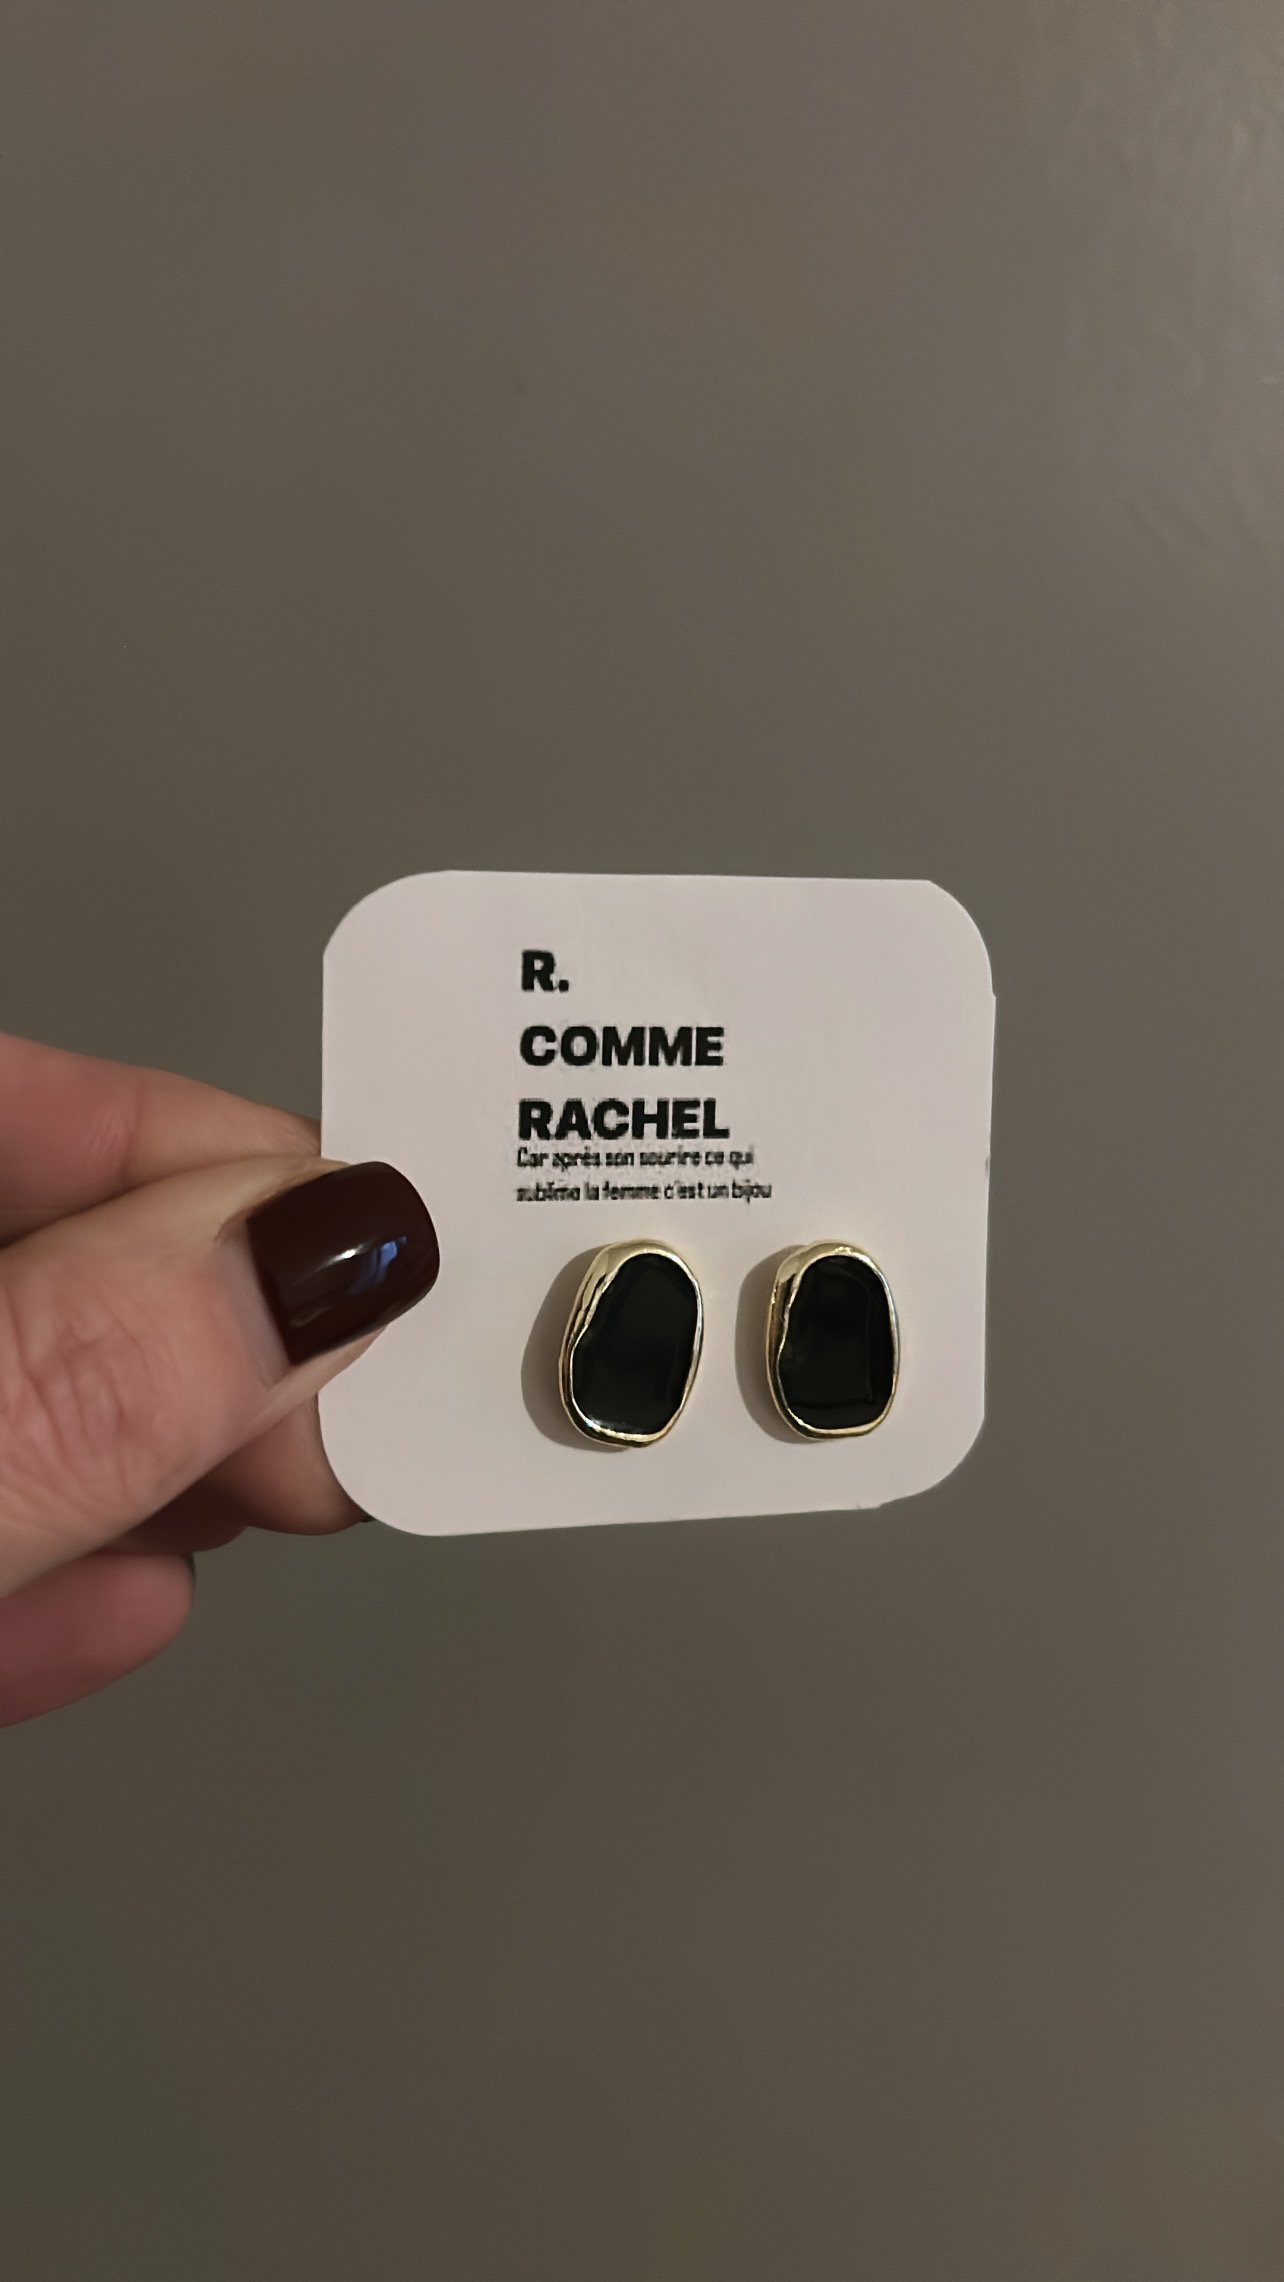 R.
COMME
RACHEL
Car après son sourire ce qui
sublime la femme c'est un bijou